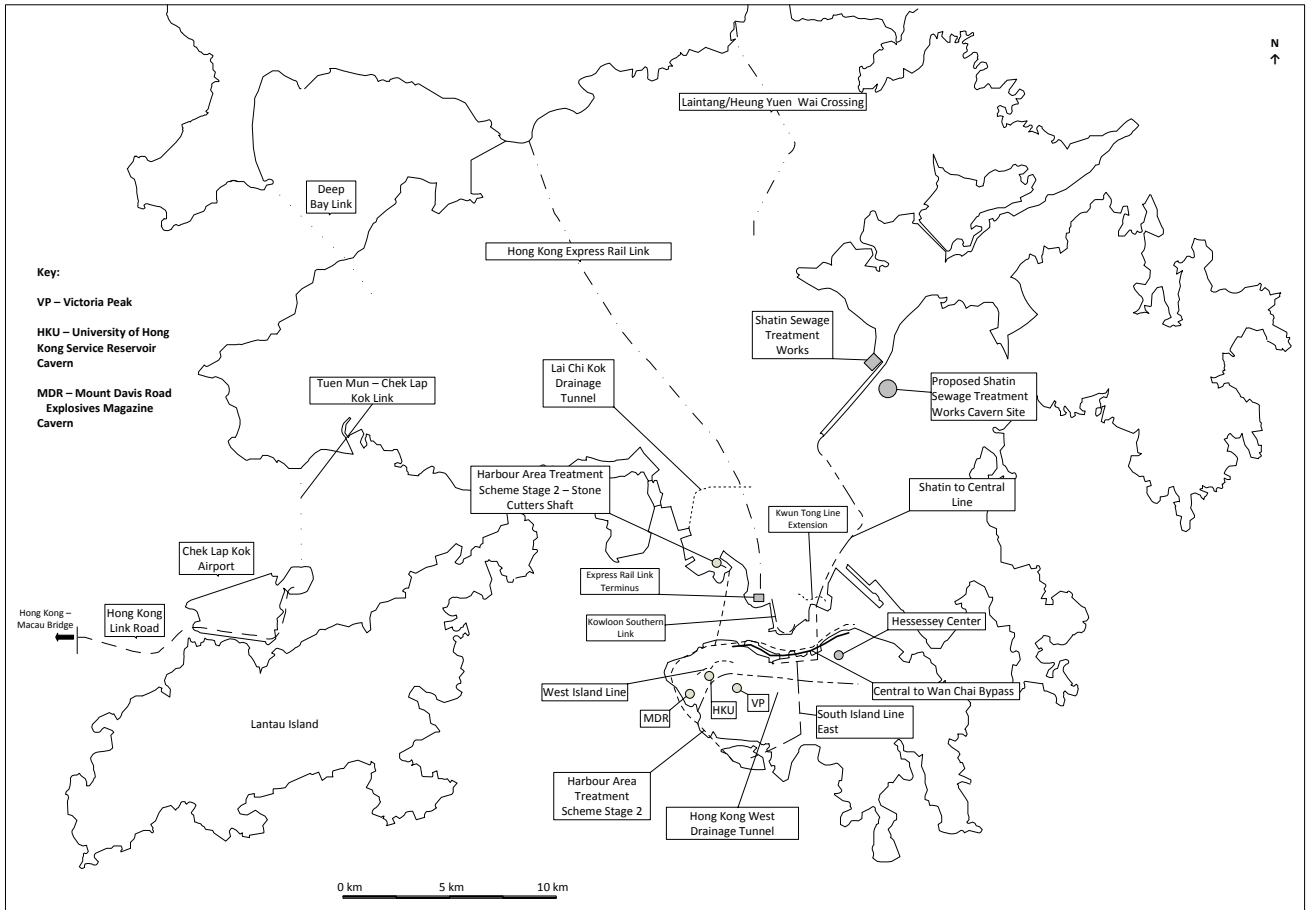 N
Laintang/Heung Yuen Wai Crossing
Deep
Bay Link
Hong Kong Express Rail Link
Key:
VP – Victoria Peak
HKU – University of Hong
Kong Service Reservoir
Cavern
MDR – Mount Davis Road
Explosives Magazine
Cavern
Shatin Sewage
Treatment
Works
Lai Chi Kok
Drainage
Tunnel
Proposed Shatin
Sewage Treatment
Works Cavern Site
Tuen Mun – Chek Lap
Kok Link
Harbour Area Treatment
Scheme Stage 2 – Stone
Cutters Shaft
Shatin to Central
Line
Kwun Tong Line
Extension
Chek Lap Kok
Airport
Express Rail Link
Terminus
Hong Kong –
Macau Bridge
Hong Kong
Link Road
Kowloon Southern
Link
Hessessey Center
West Island Line
Central to Wan Chai Bypass
MDR
HKU
VP
South Island Line
East
Lantau Island
Harbour Area
Treatment
Scheme Stage 2
Hong Kong West
Drainage Tunnel
0 km
5 km
10 km